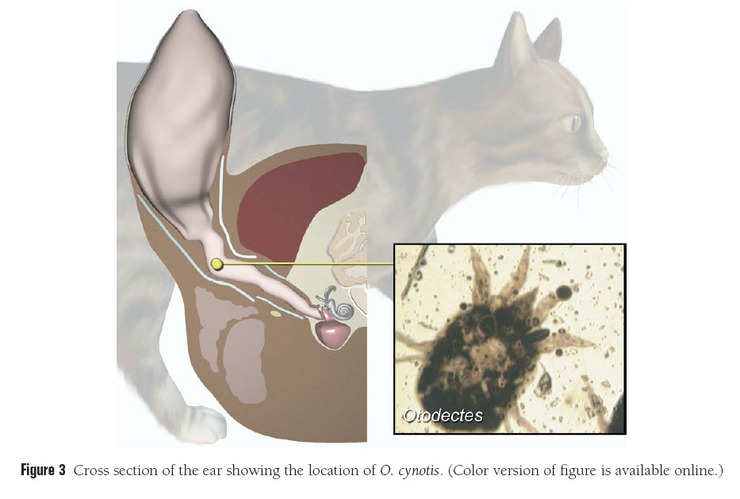 Otodectes
Figure 3 Cross section of the ear showing the location of O. cynotis. (Color version of figure is available online.)